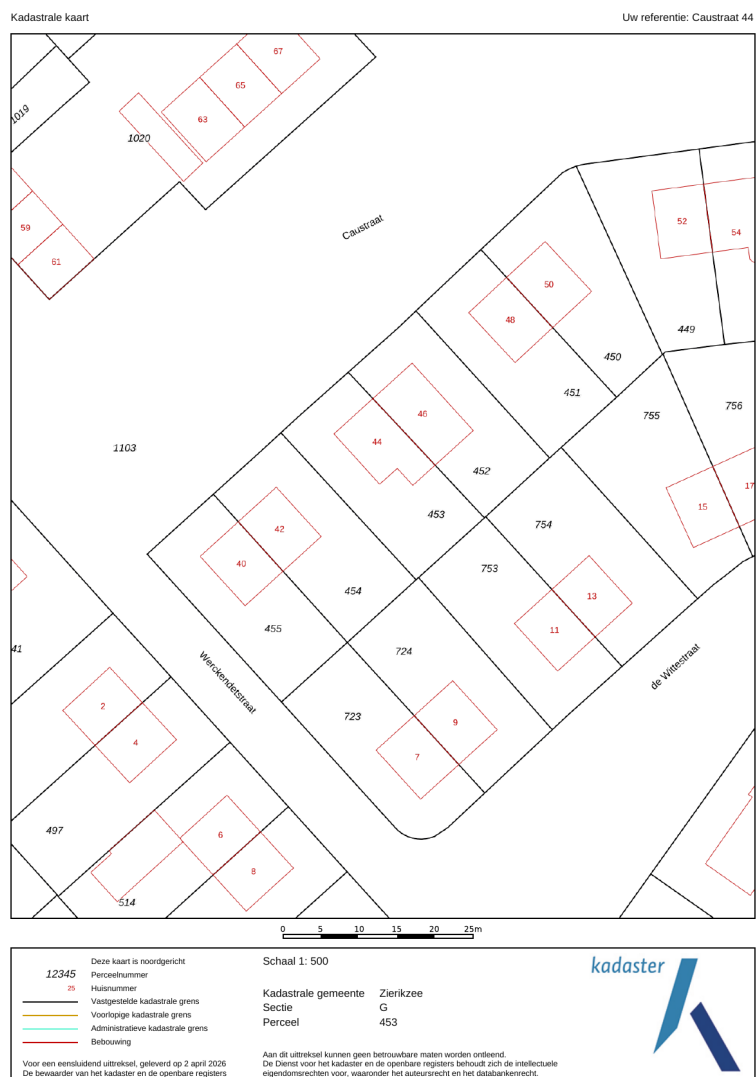 Kadastrale kaart
Uw referentie: Caustraat 44
67
65
63
1019
1020
59
61
Caustraat
52
54
50
48
449
450
451
755
756
46
44
1103
452
453
15
17
754
42
40
753
454
13
455
11
724
41
Werckendetstraat
de Wittestraat
2
723
9
4
7
497
6
8
514
0 5 10 15 20 25m
Deze kaart is noordgericht
12345 Perceelnummer
25 Huisnummer
Vastgestelde kadastrale grens
Voorlopige kadastrale grens
Administratieve kadastrale grens
Bebouwing
Voor een eensluidend uittreksel, geleverd op 2 april 2026
De bewaarder van het kadaster en de openbare registers
Schaal 1: 500
Kadastrale gemeente Zierikzee
Sectie G
Perceel 453
Aan dit uittreksel kunnen geen betrouwbare maten worden ontleend.
De Dienst voor het kadaster en de openbare registers behoudt zich de intellectuele
eigendomsrechten voor, waaronder het auteursrecht en het databankenrecht.
kadaster